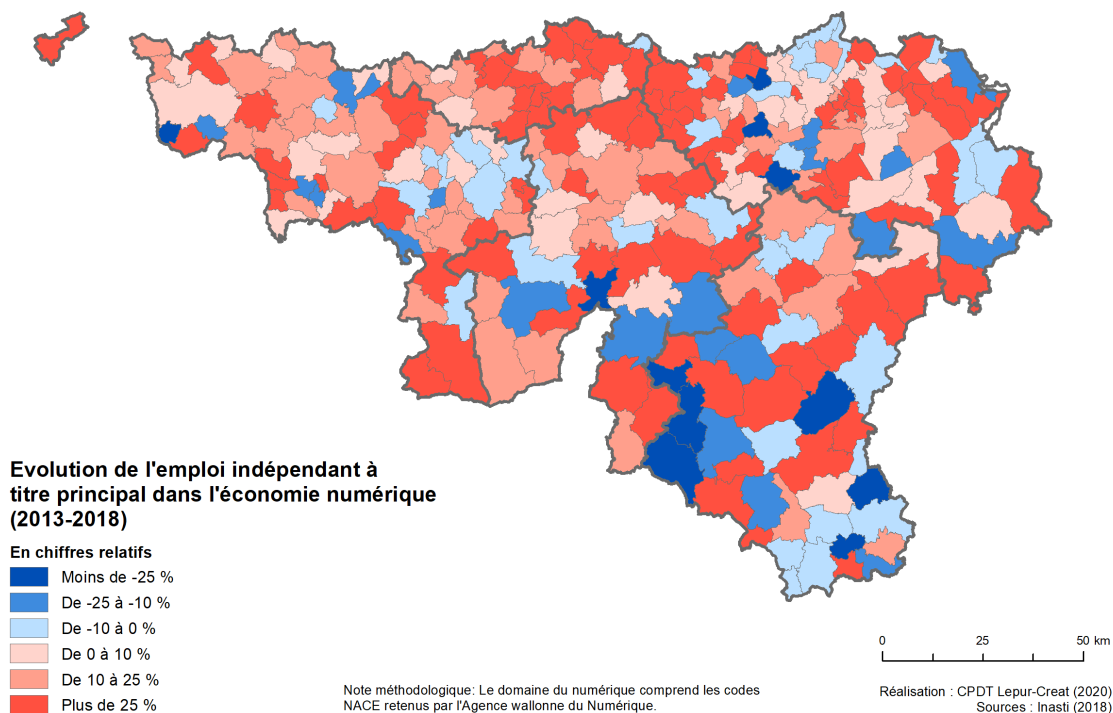 Evolution de l'emploi indépendant à
titre principal dans l'économie numérique
(2013-2018)
En chiffres relatifs
Moins de -25 %
De -25 à -10 %
De -10 à 0 %
De 0 à 10 %
De 10 à 25 %
Plus de 25 %
Note méthodologique: Le domaine du numérique comprend les codes
NACE retenus par l'Agence wallonne du Numérique.
0 25 50 km
Réalisation : CPDT Lepur-Creat (2020)
Sources : Inasti (2018)